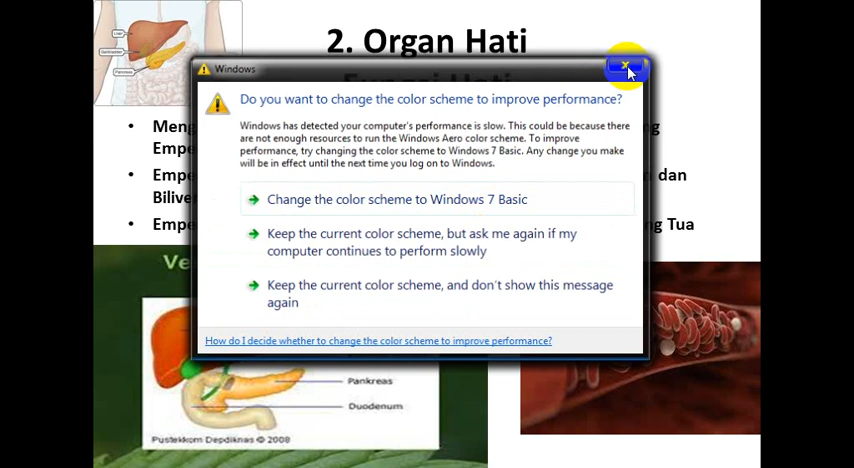 2. Organ Hati
Liver
Pancreas
Windows
Do you want to change the color scheme to improve performance?
Windows has detected your computer's performance is slow. This could be because there
are not enough resources to run the Windows Aero color scheme. To improve
performance, try changing the color scheme to Windows 7 Basic. Any change you make
will be in effect until the next time you log on to Windows.
Change the color scheme to Windows 7 Basic
Keep the current color scheme, but ask me again if my
computer continues to perform slowly
Keep the current color scheme, and don't show this message
again
How do I decide whether to change the color scheme to improve performance?
dan
Tua
Pankreas
Duodenum
Pustekkom Depdiknas © 2008